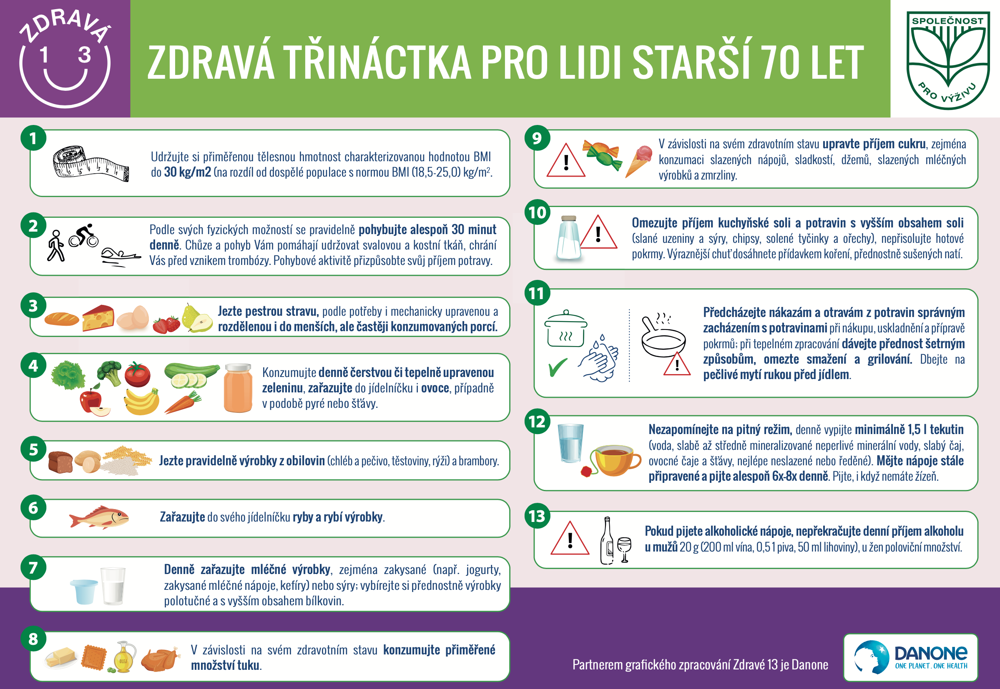 ZDRAVÁ
1 3
ZDRAVÁ TŘINÁCTKA PRO LIDI STARŠÍ 70 LET
SPOLEČNOST
PRO VÝŽIVU
1
Udržujte si přiměřenou tělesnou hmotnost charakterizovanou hodnotou BMI
do 30 kg/m2 (na rozdíl od dospělé populace s normou BMI (18,5-25,0) kg/m².
2
Podle svých fyzických možností se pravidelně pohybujte alespoň 30 minut
denně. Chůze a pohyb Vám pomáhají udržovat svalovou a kostní tkáň, chrání
Vás před vznikem trombózy. Pohybové aktivitě přizpůsobte svůj příjem potravy.
3
Jezte pestrou stravu, podle potřeby i mechanicky upravenou a
rozdělenou i do menších, ale častěji konzumovaných porcí.
4
Konzumujte denně čerstvou či tepelně upravenou
zeleninu, zařazujte do jídelníčku i ovoce, případně
v podobě pyré nebo šťávy.
5
Jezte pravidelně výrobky z obilovin (chléb a pečivo, těstoviny, rýži) a brambory.
6
Zařazujte do svého jídelníčku ryby a rybí výrobky.
7
Denně zařazujte mléčné výrobky, zejména zakysané (např. jogurty,
zakysané mléčné nápoje, kefíry) nebo sýry; vybírejte si přednostně výrobky
polotučné a s vyšším obsahem bílkovin.
8
OLEJ
V závislosti na svém zdravotním stavu konzumujte přiměřené
množství tuku.
9
V závislosti na svém zdravotním stavu upravte příjem cukru, zejména
konzumaci slazených nápojů, sladkostí, džemů, slazených mléčných
výrobků a zmrzliny.
10
Omezujte příjem kuchyňské soli a potravin s vyšším obsahem soli
(slané uzeniny a sýry, chipsy, solené tyčinky a ořechy), nepřisolujte hotové
pokrmy. Výraznější chuť dosáhnete přídavkem koření, přednostně sušených natí.
11
Předcházejte nákazám a otravám z potravin správným
zacházením s potravinami při nákupu, uskladnění a přípravě
pokrmů; při tepelném zpracování dávejte přednost šetrným
způsobům, omezte smažení a grilování. Dbejte na
pečlivé mytí rukou před jídlem.
12
Nezapomínejte na pitný režim, denně vypijte minimálně 1,5 l tekutin
(voda, slabě až středně mineralizované neperlivé minerální vody, slabý čaj,
ovocné čaje a šťávy, nejlépe neslazené nebo ředěné). Mějte nápoje stále
připravené a pijte alespoň 6x-8x denně. Pijte, i když nemáte žízeň.
13
Pokud pijete alkoholické nápoje, nepřekračujte denní příjem alkoholu
u mužů 20 g (200 ml vína, 0,5 1 piva, 50 ml lihoviny), u žen poloviční množství.
Partnerem grafického zpracování Zdravé 13 je Danone
DANONE
ONE PLANET. ONE HEALTH